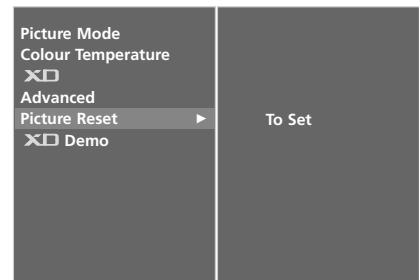 Picture Mode
Colour Temperature
XD
Advanced
Picture Reset ►
XD Demo
To Set